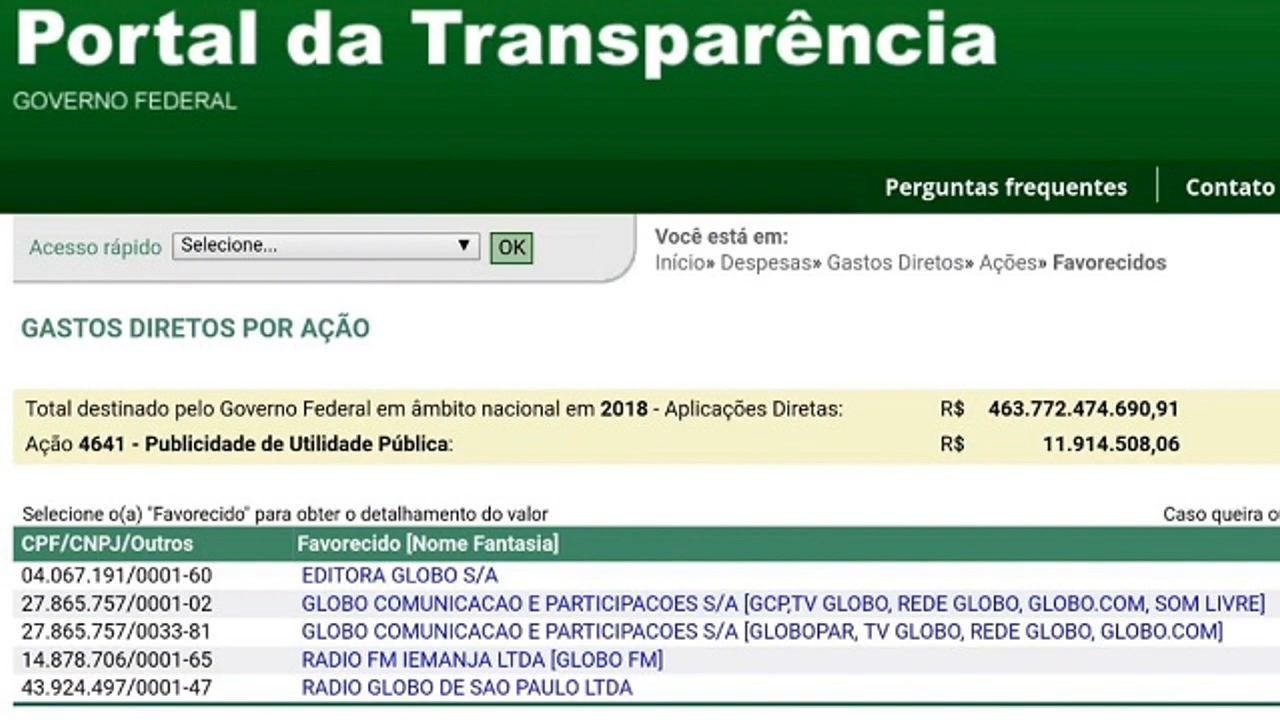 Portal da Transparência
GOVERNO FEDERAL
Perguntas frequentes
Contato
Acesso rápido
Selecione...
OK
Você está em:
Início» Despesas» Gastos Diretos» Ações» Favorecidos
GASTOS DIRETOS POR AÇÃO
Total destinado pelo Governo Federal em âmbito nacional em 2018 - Aplicações Diretas: R$ 463.772.474.690,91
Ação 4641 - Publicidade de Utilidade Pública: R$ 11.914.508,06
Selecione o(a) "Favorecido" para obter o detalhamento do valor
Caso queira
CPF/CNPJ/Outros Favorecido [Nome Fantasia]
04.067.191/0001-60 EDITORA GLOBO S/A
27.865.757/0001-02 GLOBO COMUNICACAO E PARTICIPACOES S/A [GCP,TV GLOBO, REDE GLOBO, GLOBO.COM, SOM LIVRE]
27.865.757/0033-81 GLOBO COMUNICACAO E PARTICIPACOES S/A [GLOBOPAR, TV GLOBO, REDE GLOBO, GLOBO.COM]
14.878.706/0001-65 RADIO FM IEMANJA LTDA [GLOBO FM]
43.924.497/0001-47 RADIO GLOBO DE SAO PAULO LTDA